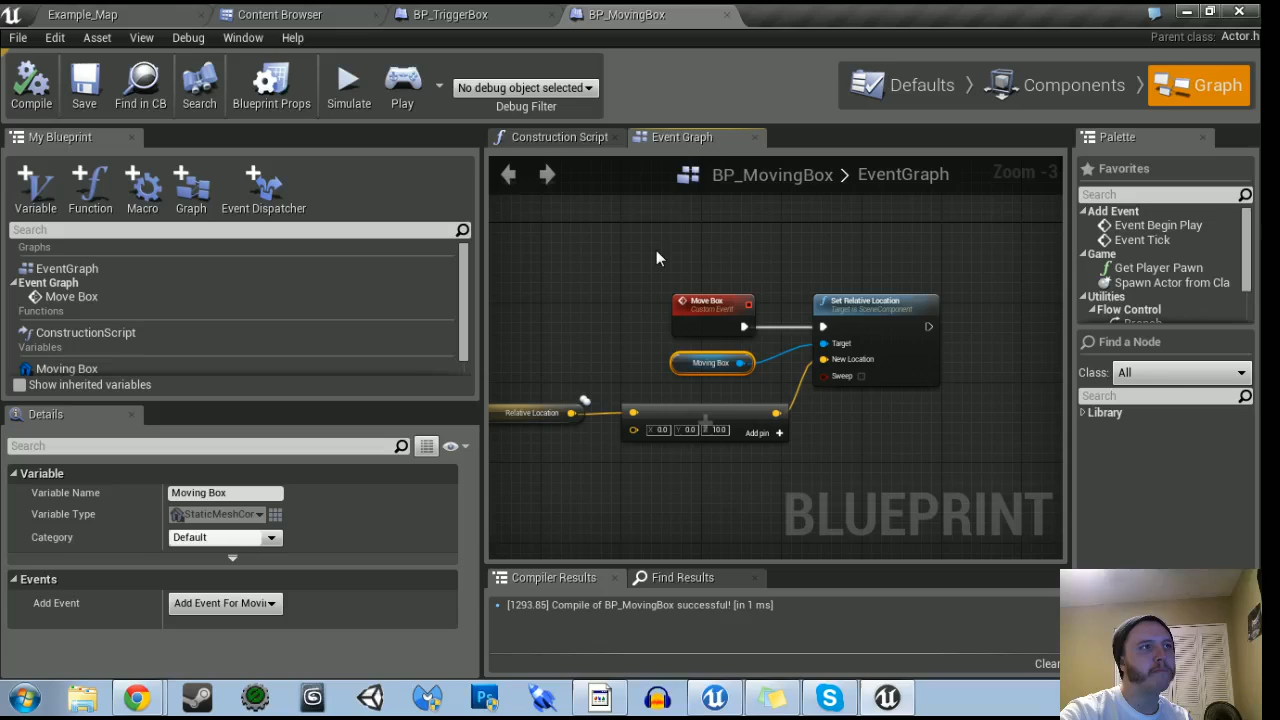 Example_Map
Content Browser
BP_TriggerBox
BP_MovingBox
File Edit Asset View Debug Window Help
Parent class: Actor.h
Compile
Save
Find in CB
Search
Blueprint Props
Simulate
Play
No debug object selected
Debug Filter
Defaults
Components
Graph
My Blueprint
Variable
Function
Macro
Graph
Event Dispatcher
Search
Graphs
EventGraph
Event Graph
Move Box
Functions
ConstructionScript
Variables
Moving Box
Show inherited variables
Details
Search
Variable
Variable Name Moving Box
Variable Type StaticMeshCor
Category Default
Events
Add Event Add Event For Movin
Construction Script
Event Graph
BP_MovingBox > EventGraph
Zoom -3
Move Box
Custom Event
Set Relative Location
Target is SceneComponent
Target
New Location
Sweep
Moving Box
Relative Location
X 0.0 Y 0.0 Z 10.0
Add pin +
BLUEPRINT
Compiler Results
Find Results
[1293.85] Compile of BP_MovingBox successful! [in 1 ms]
Clear
Palette
Favorites
Search
Add Event
Event Begin Play
Event Tick
Game
Get Player Pawn
Spawn Actor from Cla
Utilities
Flow Control
Find a Node
Class: All
Search
Library